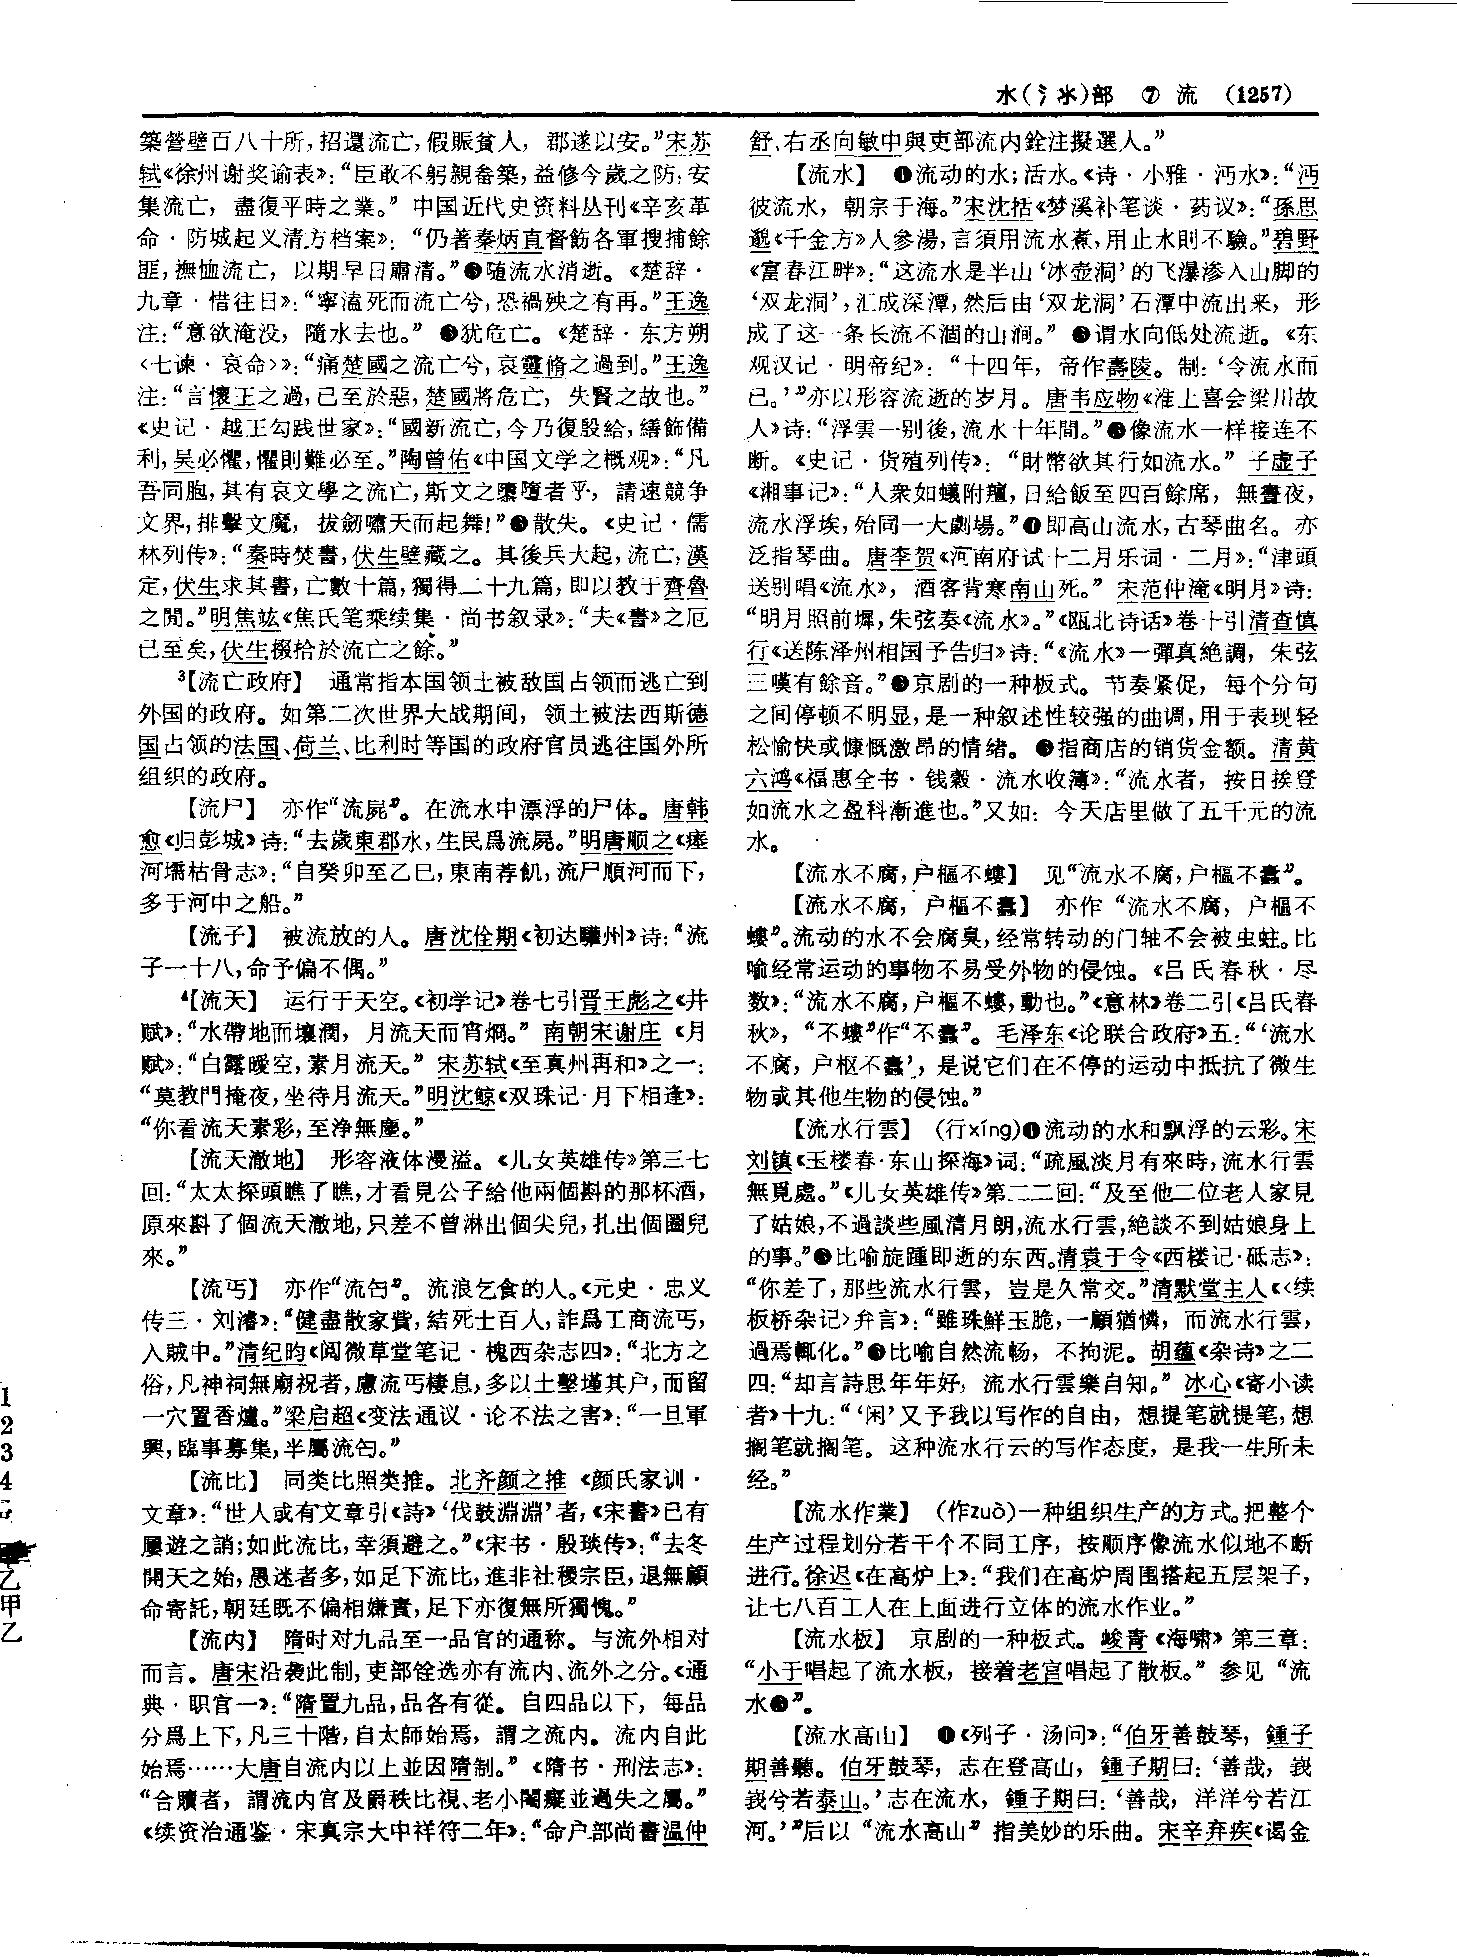 水(氵氺)部 ⑦ 流 (1257)
築營壁百八十所，招還流亡，假賑貧人， 郡遂以安。”宋苏
轼《徐州谢奖谕表》：“臣敢不躬親畚築，益修今歲之防；安
集流亡， 盡復平時之業。” 中国近代史资料丛刊《辛亥革
命·防城起义清方档案》： “仍著秦炳直督飭各軍搜捕餘
匪，撫恤流亡， 以期早日肅清。”❷随流水消逝。《楚辞·
九章·惜往日》：“寧溘死而流亡兮，恐禍殃之有再。”王逸
注：“意欲淹没，隨水去也。” ❸犹危亡。《楚辞·东方朔
〈七谏·哀命〉》：“痛楚國之流亡兮，哀靈脩之過到。”王逸
注：“言懷王之過，已至於惡，楚國將危亡， 失賢之故也。”
《史记·越王勾践世家》：“國新流亡，今乃復殷給，繕飾備
利，吴必懼，懼則難必至。”陶曾佑《中国文学之概观》：“凡
吾同胞，其有哀文學之流亡，斯文之隳墮者乎， 請速競争
文界，排擊文魔， 拔劒嘯天而起舞！”❹散失。《史记·儒
林列传》：“秦時焚書，伏生壁藏之。其後兵大起，流亡，漢
定，伏生求其書，亡數十篇，獨得二十九篇，即以教于齊魯
之間。”明焦竑《焦氏笔乘续集·尚书叙录》：“夫《書》之厄
已至矣，伏生掇拾於流亡之餘。”
³【流亡政府】 通常指本国领土被敌国占领而逃亡到
外国的政府。如第二次世界大战期间， 领土被法西斯德
国占领的法国、荷兰、比利时等国的政府官员逃往国外所
组织的政府。
【流尸】 亦作“流屍”。在流水中漂浮的尸体。唐韩
愈《归彭城》诗：“去歲東郡水，生民爲流屍。”明唐顺之《瘗
河壖枯骨志》：“自癸卯至乙巳，東南荐飢，流尸順河而下，
多于河中之船。”
【流子】 被流放的人。唐沈佺期《初达驩州》诗：“流
子一十八，命予偏不偶。”
⁴【流天】 运行于天空。《初学记》卷七引晋王彪之《井
赋》：“水帶地而壤潤， 月流天而宵烱。” 南朝宋谢庄《月
赋》：“白露暧空，素月流天。” 宋苏轼《至真州再和》之一：
“莫教門掩夜，坐待月流天。”明沈鲸《双珠记·月下相逢》：
“你看流天素彩，至浄無塵。”
【流天澈地】 形容液体漫溢。《儿女英雄传》第三七
回：“太太探頭瞧了瞧，才看見公子給他兩個斟的那杯酒，
原來斟了個流天澈地，只差不曾淋出個尖兒，扎出個圈兒
來。”
【流丐】 亦作“流匄”。流浪乞食的人。《元史·忠义
传三·刘濬》：“健盡散家貲，結死士百人，詐爲工商流丐，
入賊中。”清纪昀《阅微草堂笔记·槐西杂志四》：“北方之
俗，凡神祠無廟祝者，慮流丐棲息，多以土墼墐其户，而留
一穴置香爐。”梁启超《变法通议·论不法之害》：“一旦軍
興，臨事募集，半屬流匄。”
【流比】 同类比照类推。北齐颜之推《颜氏家训·
文章》：“世人或有文章引《詩》‘伐鼓淵淵’者，《宋書》已有
屢遊之誚；如此流比，幸須避之。”《宋书·殷琰传》：“去冬
開天之始，愚迷者多，如足下流比，進非社稷宗臣，退無顧
命寄託，朝廷既不偏相嫌責，足下亦復無所獨愧。”
【流内】 隋时对九品至一品官的通称。与流外相对
而言。唐宋沿袭此制，吏部铨选亦有流内、流外之分。《通
典·职官一》：“隋置九品，品各有從。自四品以下， 每品
分爲上下，凡三十階，自太師始焉， 謂之流内。流内自此
始焉……大唐自流内以上並因隋制。”《隋书·刑法志》：
“合贖者，謂流内官及爵秩比視、老小閹癡並過失之屬。”
《续资治通鉴·宋真宗大中祥符二年》：“命户部尚書温仲
舒、右丞向敏中與吏部流内銓注擬選人。”
【流水】 ❶流动的水；活水。《诗·小雅·沔水》：“沔
彼流水， 朝宗于海。”宋沈括《梦溪补笔谈·药议》：“孫思
邈《千金方》人參湯，言須用流水煮，用止水則不驗。”碧野
《富春江畔》：“这流水是半山‘冰壶洞’的飞瀑渗入山脚的
‘双龙洞’，汇成深潭，然后由‘双龙洞’石潭中流出来， 形
成了这一条长流不涸的山涧。” ❷谓水向低处流逝。《东
观汉记·明帝纪》：“十四年， 帝作壽陵。制：‘令流水而
已。’”亦以形容流逝的岁月。唐韦应物《淮上喜会梁川故
人》诗：“浮雲一别後，流水十年間。”❸像流水一样接连不
断。《史记·货殖列传》：“財幣欲其行如流水。” 子虚子
《湘事记》：“人衆如蟻附羶，日給飯至四百餘席， 無晝夜，
流水浮埃，殆同一大劇場。”❹即高山流水，古琴曲名。亦
泛指琴曲。唐李贺《河南府试十二月乐词·二月》：“津頭
送别唱《流水》， 酒客背寒南山死。” 宋范仲淹《明月》诗：
“明月照前墀，朱弦奏《流水》。”《瓯北诗话》卷十引清查慎
行《送陈泽州相国予告归》诗：“《流水》一彈真絶調， 朱弦
三嘆有餘音。”❺京剧的一种板式。节奏紧促， 每个分句
之间停顿不明显，是一种叙述性较强的曲调，用于表现轻
松愉快或慷慨激昂的情绪。 ❻指商店的销货金额。清黄
六鸿《福惠全书·钱穀·流水收簿》：“流水者， 按日挨登
如流水之盈科漸進也。”又如： 今天店里做了五千元的流
水。
【流水不腐，户樞不螻】 见“流水不腐，户樞不蠹”。
【流水不腐， 户樞不蠹】 亦作“流水不腐， 户樞不
螻”。流动的水不会腐臭，经常转动的门轴不会被虫蛀。比
喻经常运动的事物不易受外物的侵蚀。《吕氏春秋·尽
数》：“流水不腐，户樞不螻，動也。”《意林》卷二引《吕氏春
秋》， “不螻”作“不蠹”。 毛泽东《论联合政府》五：“‘流水
不腐，户枢不蠹’，是说它们在不停的运动中抵抗了微生
物或其他生物的侵蚀。”
【流水行雲】 (行xíng)❶流动的水和飘浮的云彩。宋
刘镇《玉楼春·东山探梅》词：“疏風淡月有來時，流水行雲
無覓處。”《儿女英雄传》第二二回：“及至他二位老人家見
了姑娘，不過談些風清月朗，流水行雲，絶談不到姑娘身上
的事。”❷比喻旋踵即逝的东西。清袁于令《西楼记·砥志》：
“你差了，那些流水行雲， 豈是久常交。”清默堂主人《〈续
板桥杂记〉弁言》：“雖珠鮮玉脆，一顧猶憐， 而流水行雲，
過焉輒化。”❸比喻自然流畅， 不拘泥。 胡蕴《杂诗》之二
四：“却言詩思年年好， 流水行雲樂自知。” 冰心《寄小读
者》十九：“‘闲’又予我以写作的自由， 想提笔就提笔，想
搁笔就搁笔。这种流水行云的写作态度，是我一生所未
经。”
【流水作業】 (作zuò)一种组织生产的方式。把整个
生产过程划分若干个不同工序， 按顺序像流水似地不断
进行。徐迟《在高炉上》：“我们在高炉周围搭起五层架子，
让七八百工人在上面进行立体的流水作业。”
【流水板】 京剧的一种板式。峻青《海啸》第三章：
“小于唱起了流水板， 接着老宫唱起了散板。” 参见“流
水❺”。
【流水高山】 ❶《列子·汤问》：“伯牙善鼓琴， 鍾子
期善聽。伯牙鼓琴， 志在登高山， 鍾子期曰：‘善哉， 峩
峩兮若泰山。’志在流水， 鍾子期曰：‘善哉， 洋洋兮若江
河。’”后以“流水高山”指美妙的乐曲。宋辛弃疾《谒金
1
2
3
4
乙
甲
乙